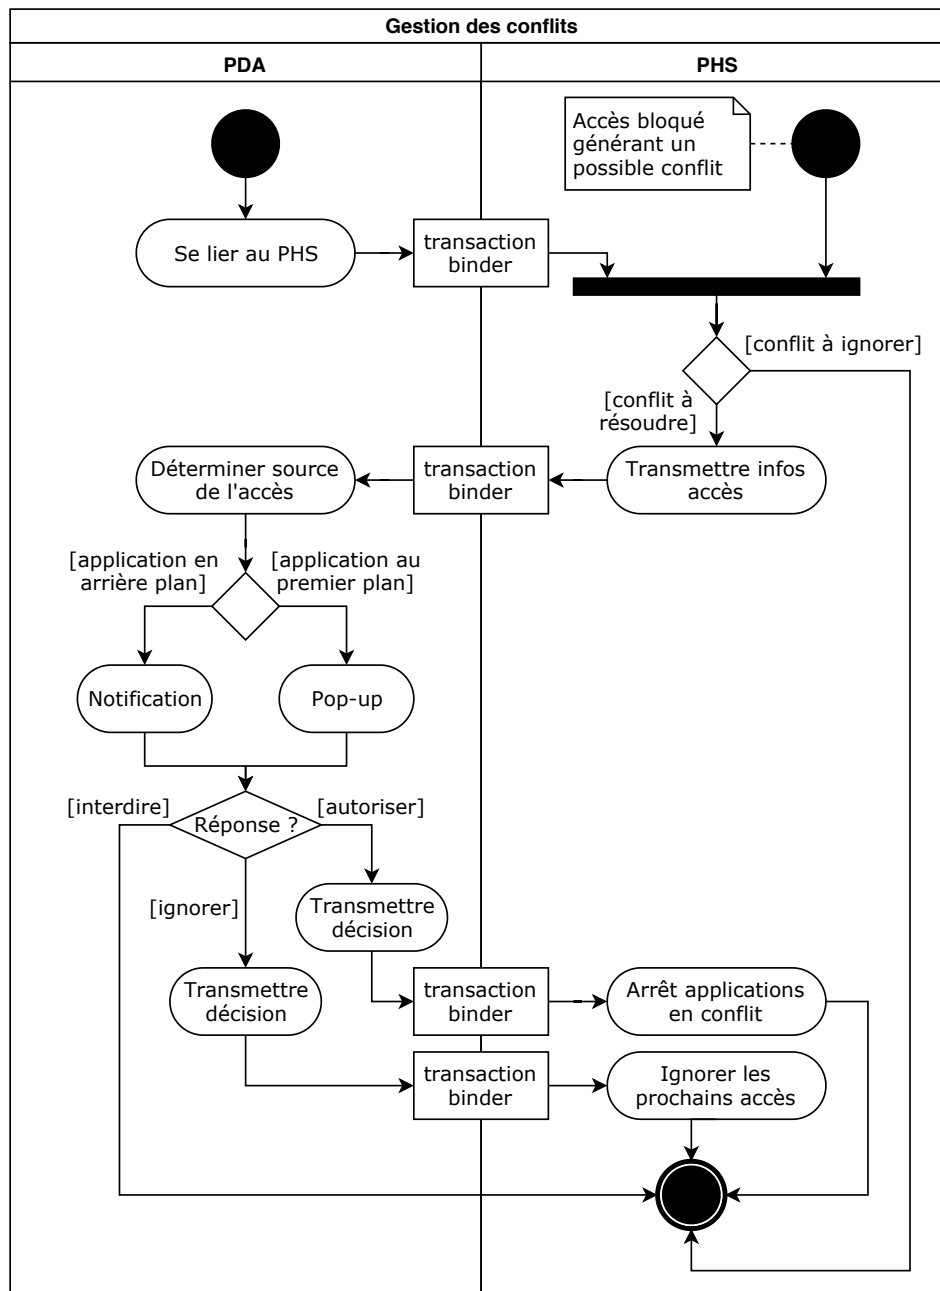 Gestion des conflits
PDA
PHS
Accès bloqué
générant un
possible conflit
Se lier au PHS
transaction
binder
[conflit à ignorer]
[conflit à
résoudre]
Déterminer source
de l'accès
transaction
binder
Transmettre infos
accès
[application en
arrière plan]
[application au
premier plan]
Notification
Pop-up
[interdire]
Réponse ?
[autoriser]
[ignorer]
Transmettre
décision
Transmettre
décision
transaction
binder
Arrêt applications
en conflit
transaction
binder
Ignorer les
prochains accès